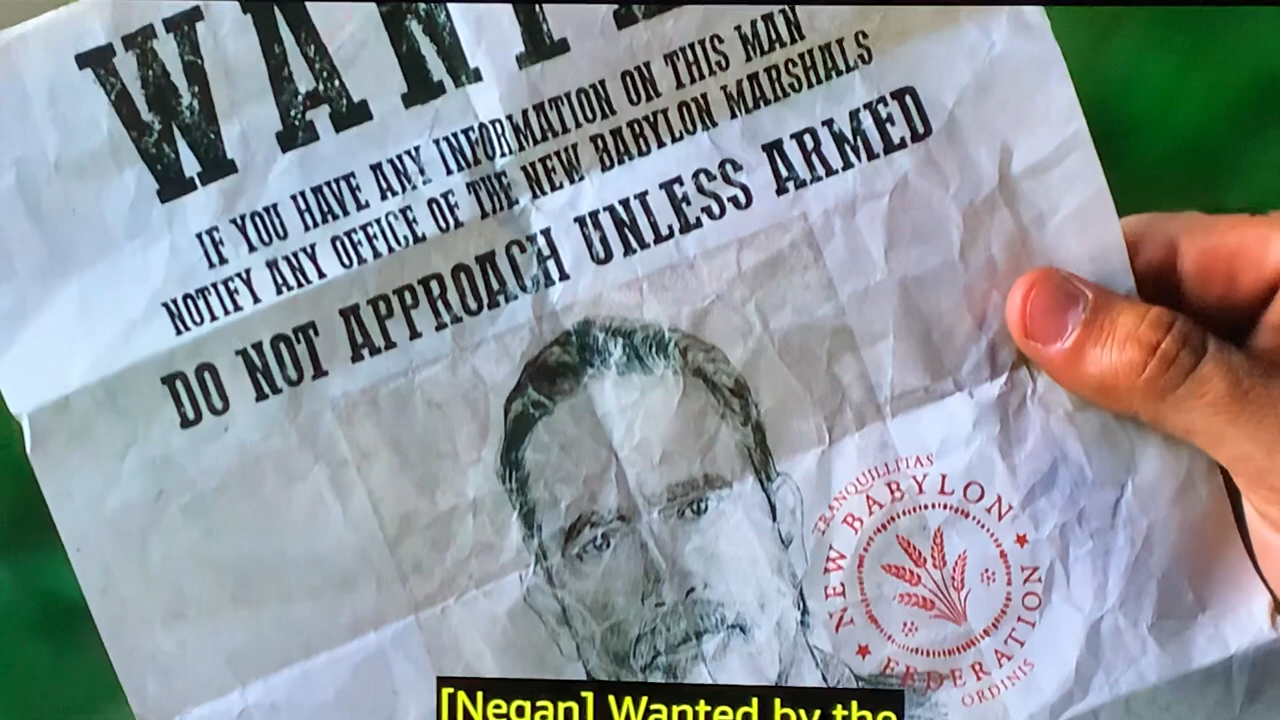 WANTE
IF YOU HAVE ANY INFORMATION ON THIS MAN
NOTIFY ANY OFFICE OF THE NEW BABYLON MARSHALS
DO NOT APPROACH UNLESS ARMED
TRANQUILLITAS
NEW BABYLON
FEDERATION
ORDINIS
[Negan] Wanted by the